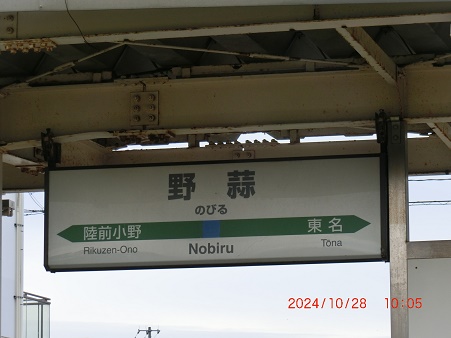 野蒜
のびる
陸前小野 東名
Rikuzen-Ono Nobiru Tōna
2024/10/28 10:05